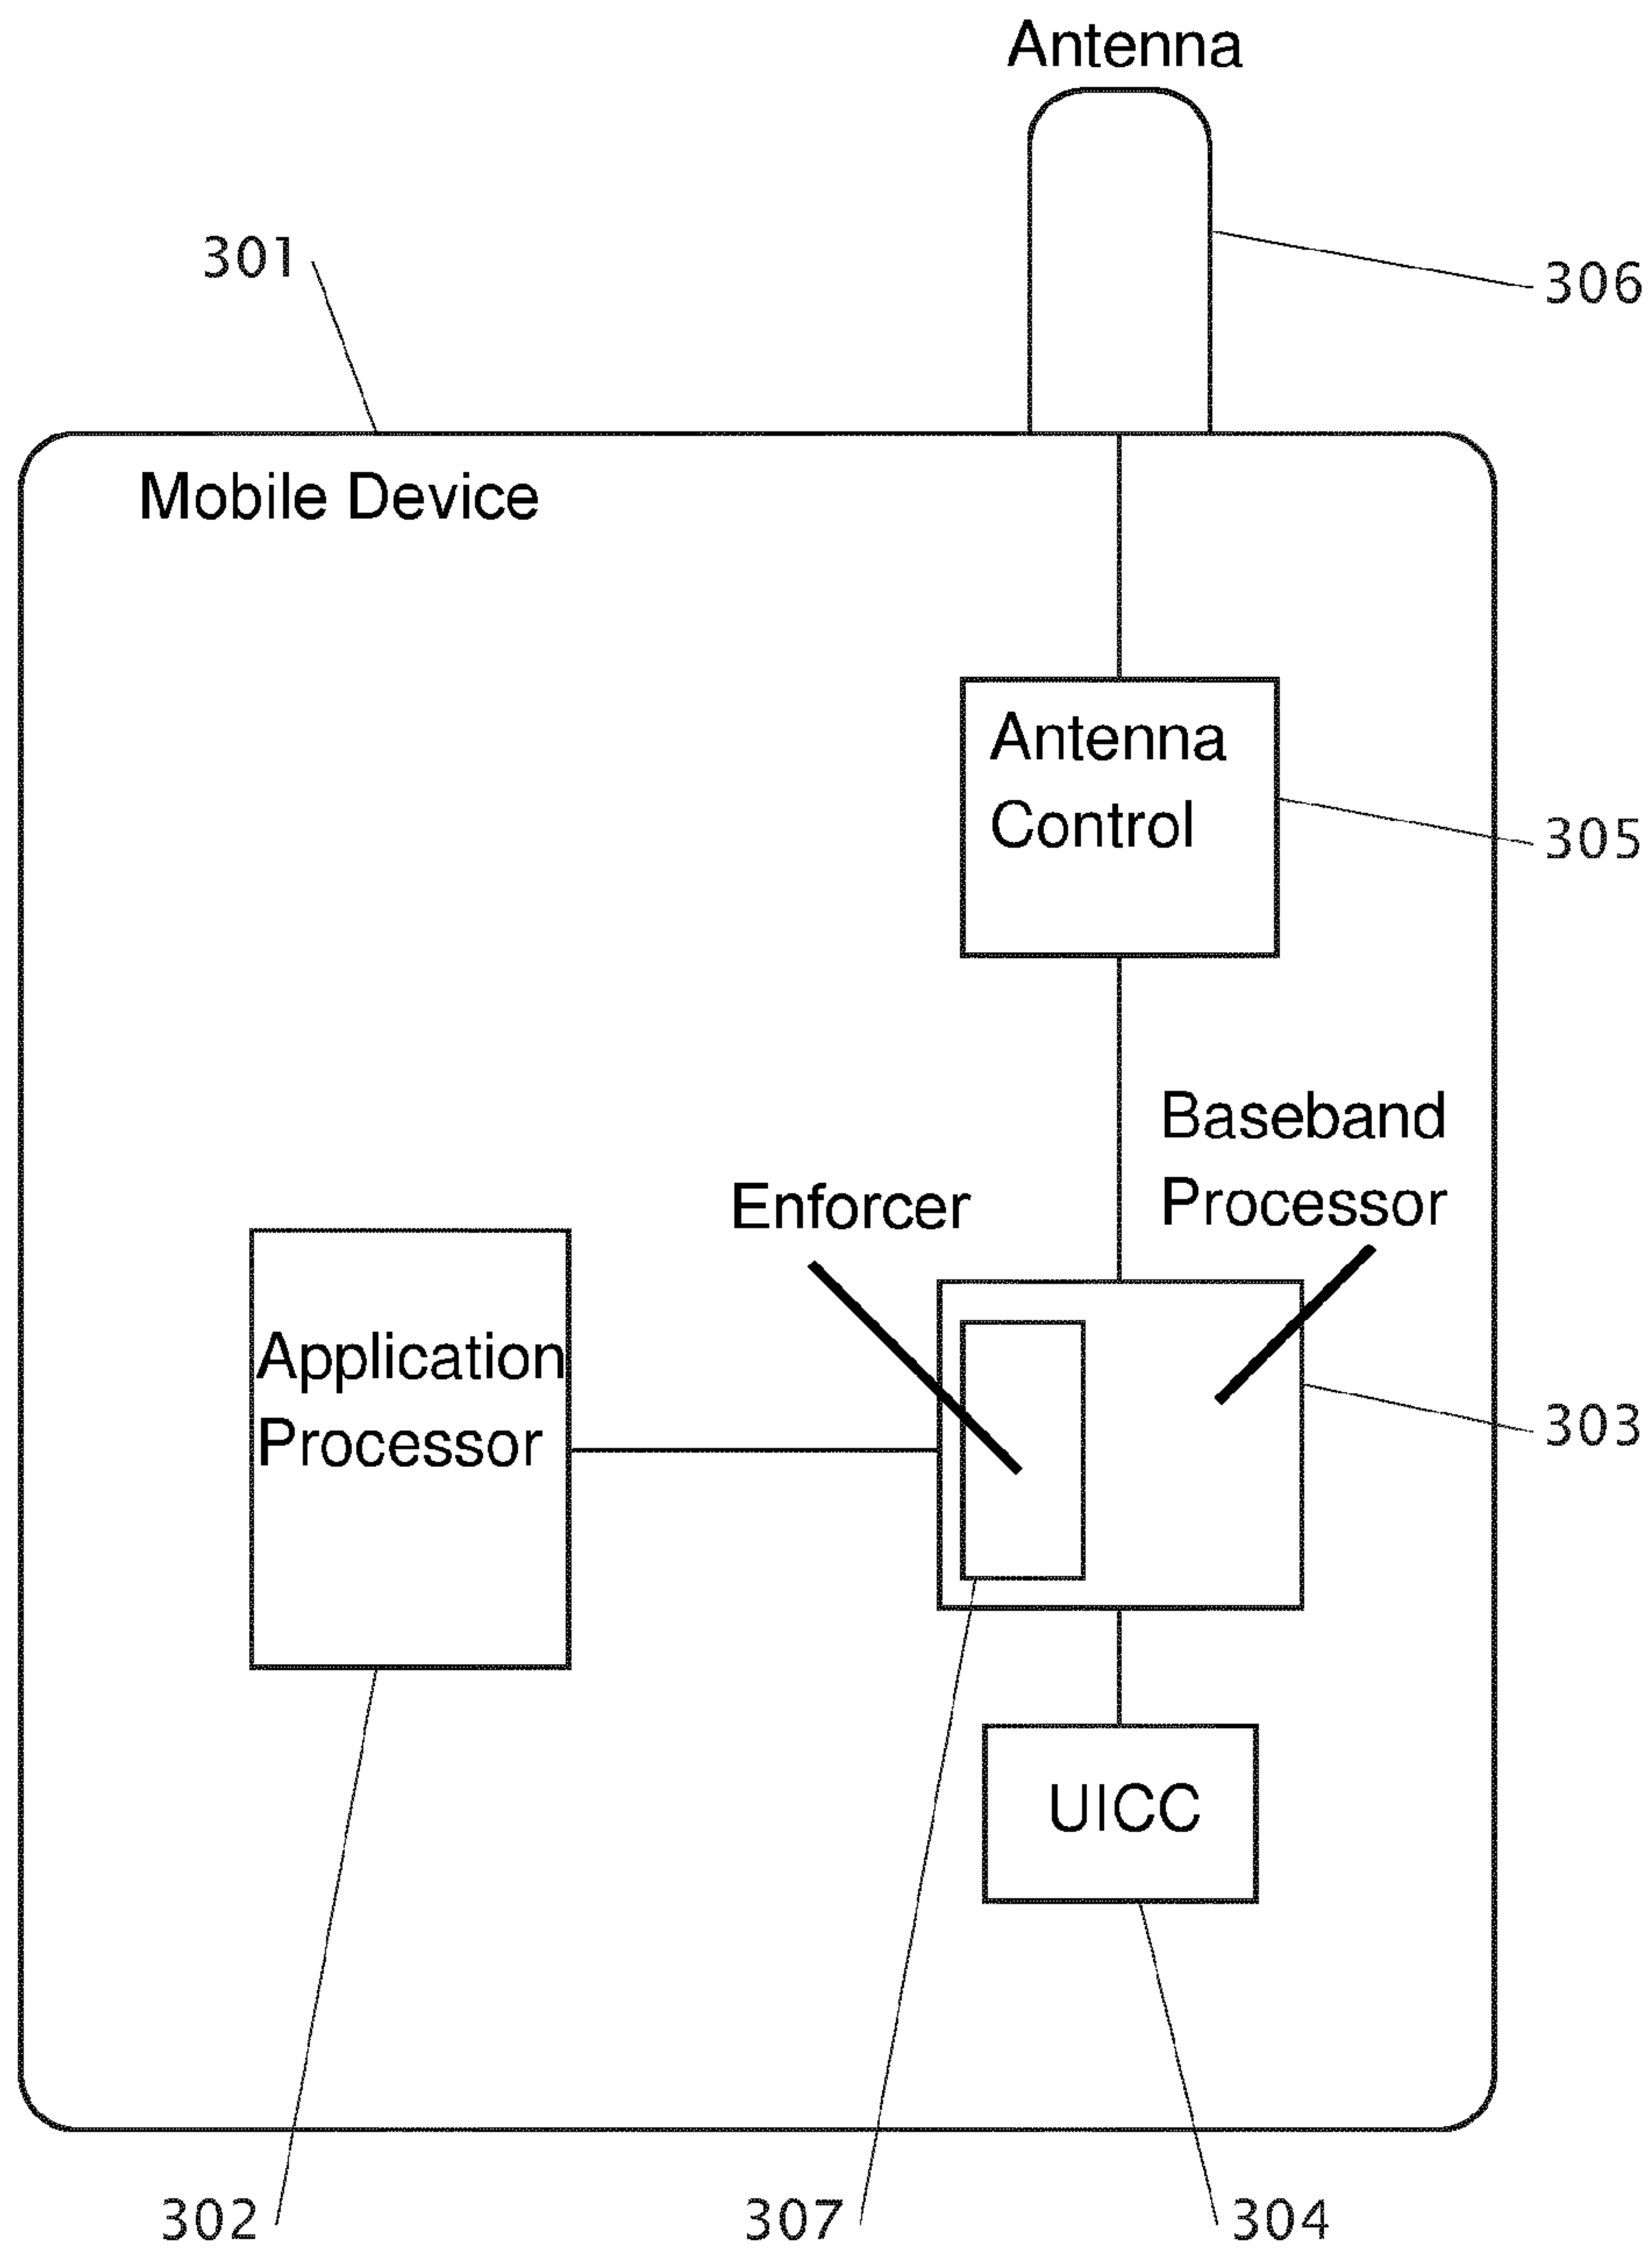 Antenna
301
306
Mobile Device
Antenna
Control
305
Baseband
Processor
Enforcer
Application
Processor
303
UICC
302
307
304